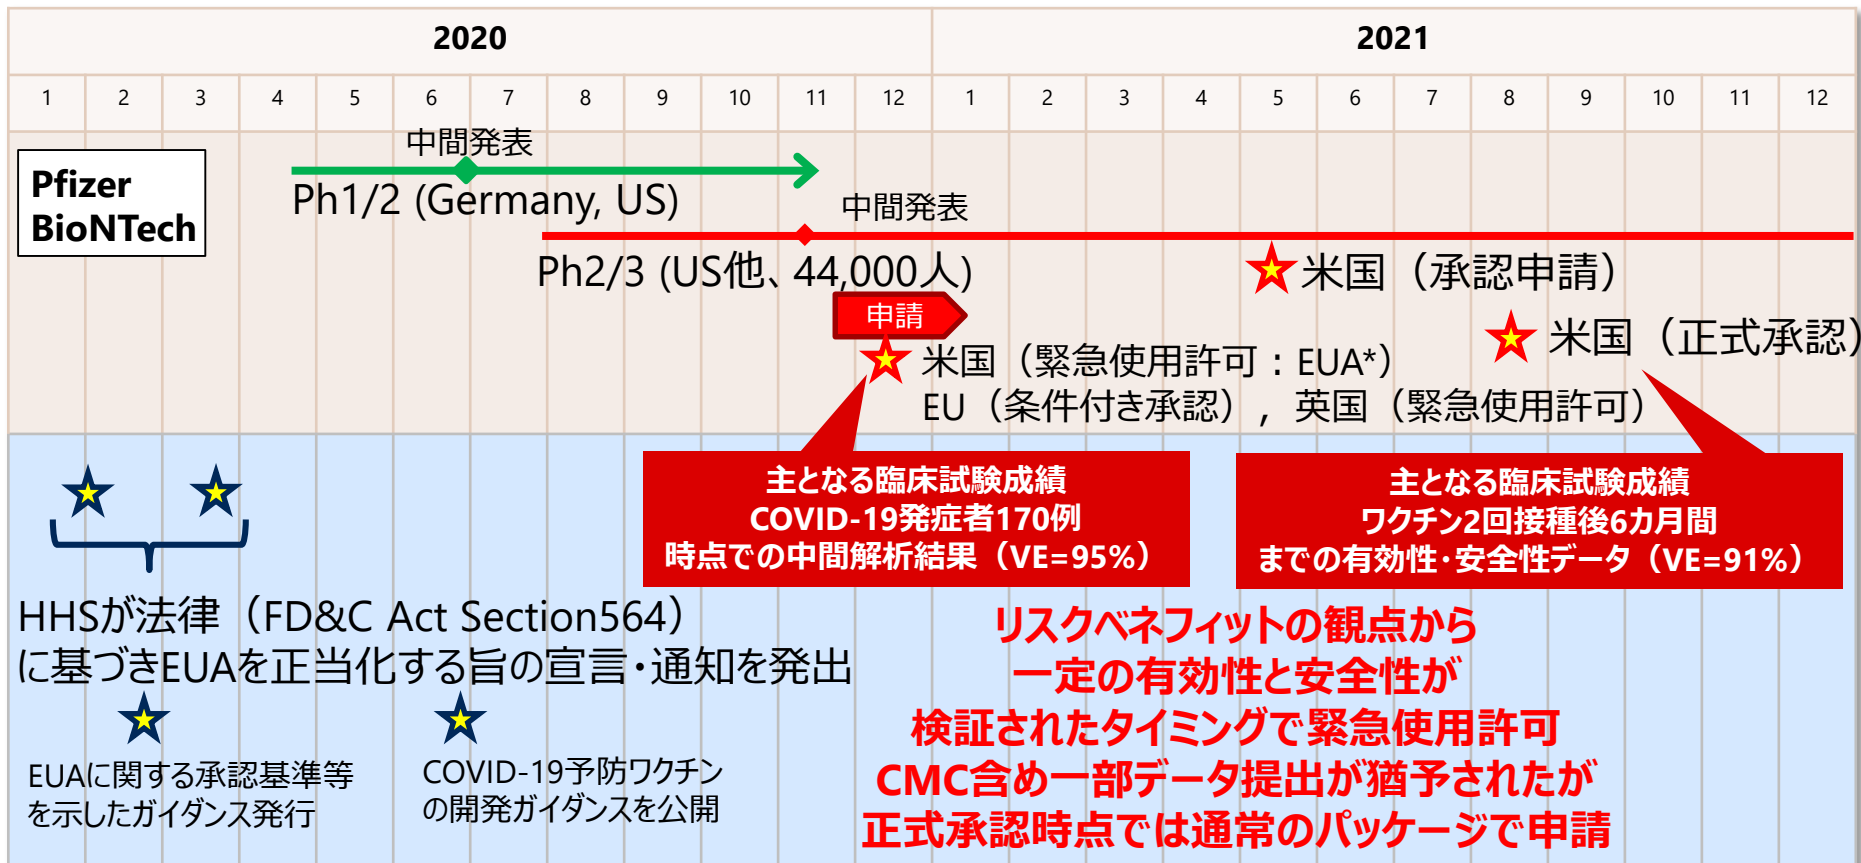 2020
2021
1 2 3 4 5 6 7 8 9 10 11 12 1 2 3 4 5 6 7 8 9 10 11 12
Pfizer
BioNTech
中間発表
Ph1/2 (Germany, US)
中間発表
Ph2/3 (US他、44,000人)
米国（承認申請）
申請
米国（正式承認）
米国（緊急使用許可：EUA*）
EU（条件付き承認）, 英国（緊急使用許可）
主となる臨床試験成績
COVID-19発症者170例
時点での中間解析結果（VE=95%）
主となる臨床試験成績
ワクチン2回接種後6カ月間
までの有効性・安全性データ（VE=91%）
HHSが法律（FD&C Act Section564）
に基づきEUAを正当化する旨の宣言・通知を発出
EUAに関する承認基準等
を示したガイダンス発行
COVID-19予防ワクチン
の開発ガイダンスを公開
リスクベネフィットの観点から
一定の有効性と安全性が
検証されたタイミングで緊急使用許可
CMC含め一部データ提出が猶予されたが
正式承認時点では通常のパッケージで申請